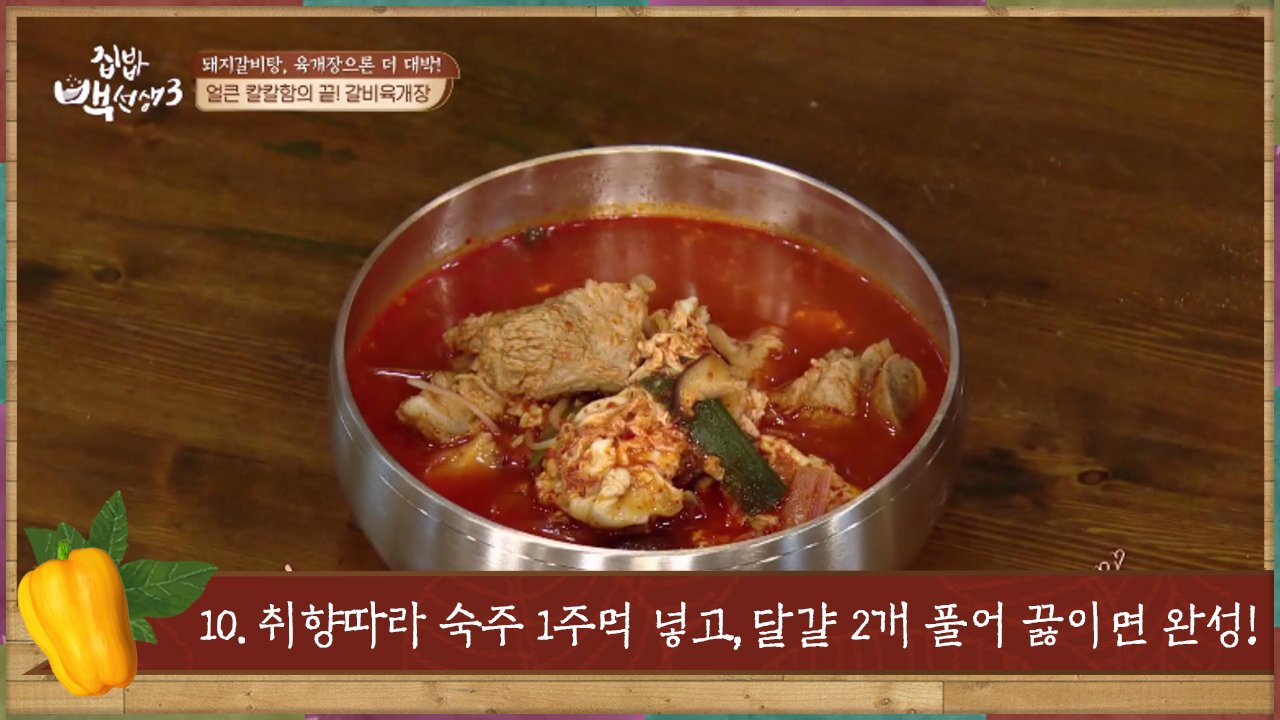 집밥
백선생3
돼지갈비탕, 육개장으론 더 대박!
얼큰 칼칼함의 끝! 갈비육개장
10. 취향따라 숙주 1주먹 넣고, 달걀 2개 풀어 끓이면 완성!